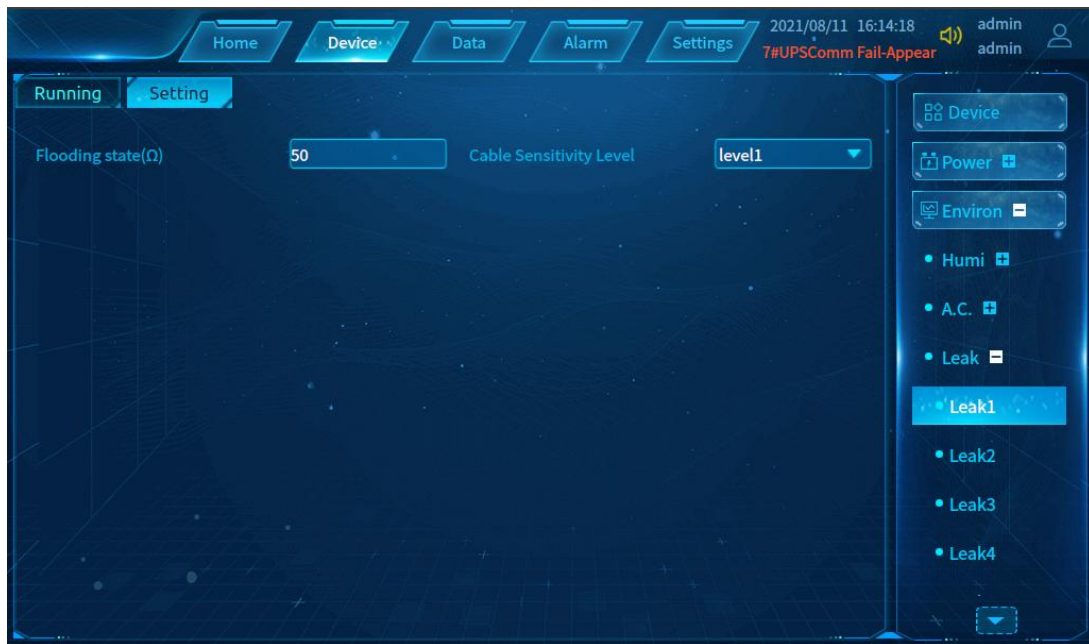 Home Device Data Alarm Settings 2021/08/11 16:14:18 admin
7#UPSComm Fail-Appear admin
Running Setting
Flooding state(Ω) 50 Cable Sensitivity Level level1
Device
Power
Environ
Humi
A.C.
Leak
Leak1
Leak2
Leak3
Leak4